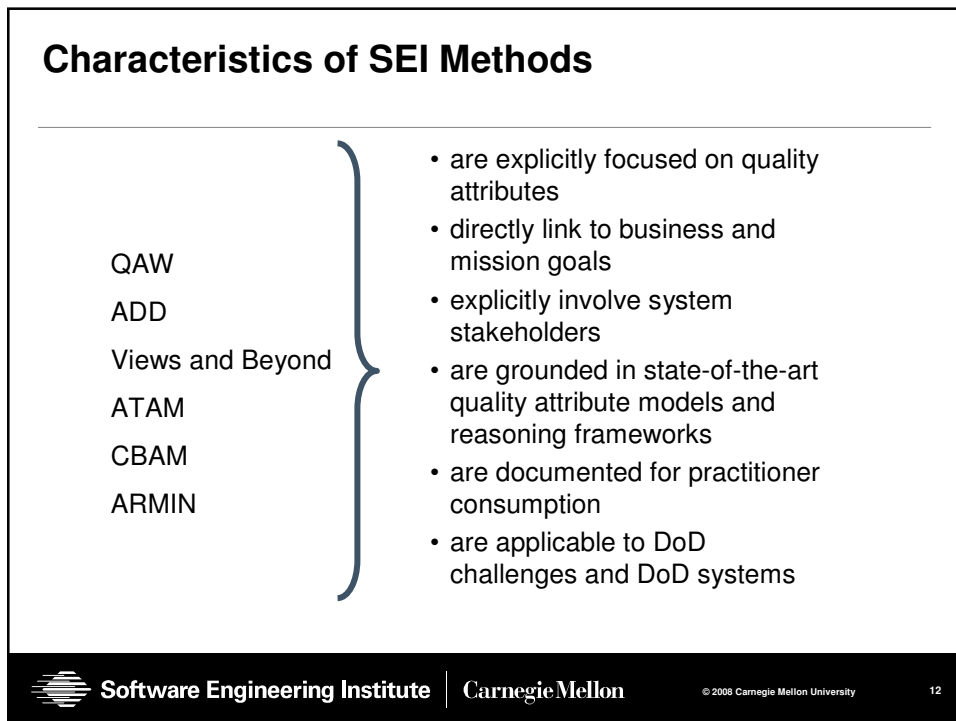 Characteristics of SEI Methods
QAW
ADD
Views and Beyond
ATAM
CBAM
ARMIN
• are explicitly focused on quality
attributes
• directly link to business and
mission goals
• explicitly involve system
stakeholders
• are grounded in state-of-the-art
quality attribute models and
reasoning frameworks
• are documented for practitioner
consumption
• are applicable to DoD
challenges and DoD systems
Software Engineering Institute
Carnegie Mellon
© 2008 Carnegie Mellon University
12